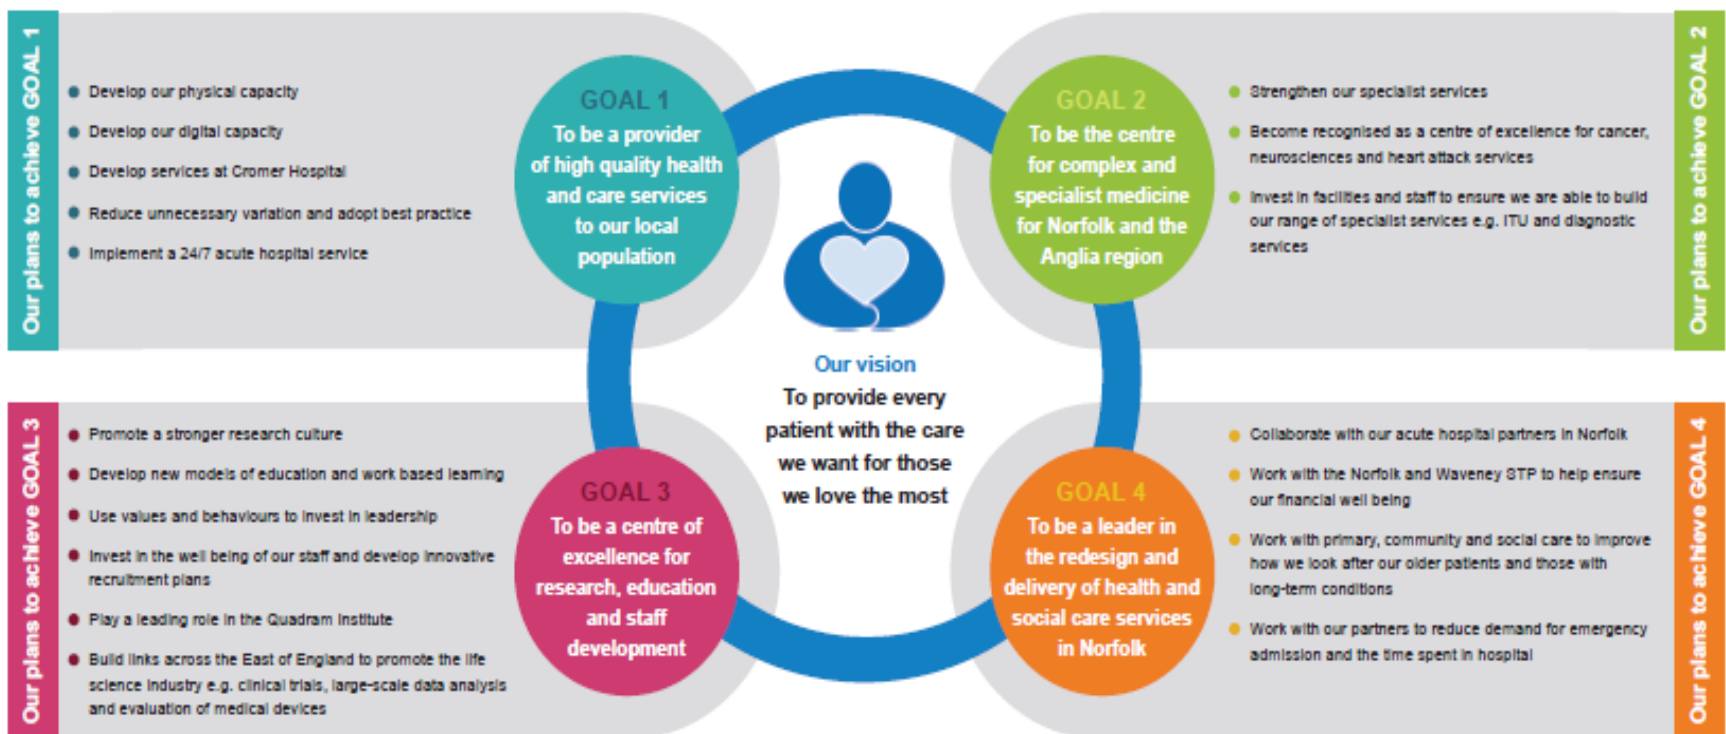 Our plans to achieve GOAL 1
Develop our physical capacity
Develop our digital capacity
Develop services at Cromer Hospital
Reduce unnecessary variation and adopt best practice
Implement a 24/7 acute hospital service
GOAL 1
To be a provider
of high quality health
and care services
to our local
population
GOAL 2
To be the centre
for complex and
specialist medicine
for Norfolk and the
Anglia region
Strengthen our specialist services
Become recognised as a centre of excellence for cancer,
neurosciences and heart attack services
Invest in facilities and staff to ensure we are able to build
our range of specialist services e.g. ITU and diagnostic
services
Our plans to achieve GOAL 2
Our vision
To provide every
patient with the care
we want for those
we love the most
Our plans to achieve GOAL 3
Promote a stronger research culture
Develop new models of education and work based learning
Use values and behaviours to invest in leadership
Invest in the well being of our staff and develop innovative
recruitment plans
Play a leading role in the Quadram Institute
Build links across the East of England to promote the life
science industry e.g. clinical trials, large-scale data analysis
and evaluation of medical devices
GOAL 3
To be a centre of
excellence for
research, education
and staff
development
GOAL 4
To be a leader in
the redesign and
delivery of health and
social care services
in Norfolk
Collaborate with our acute hospital partners in Norfolk
Work with the Norfolk and Waveney STP to help ensure
our financial well being
Work with primary, community and social care to improve
how we look after our older patients and those with
long-term conditions
Work with our partners to reduce demand for emergency
admission and the time spent in hospital
Our plans to achieve GOAL 4